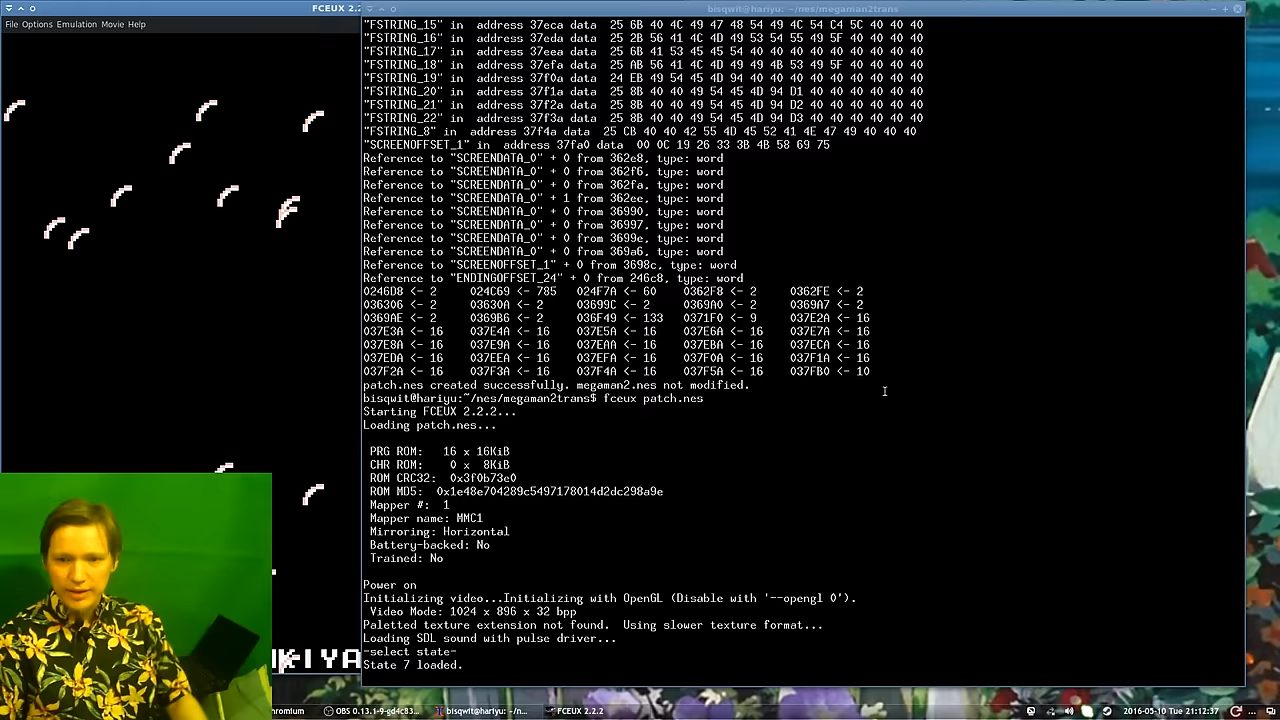 FCEUX 2.2
bisqwit@hariyu: ~/nes/megaman2trans
File Options Emulation Movie Help
"FSTRING_15" in address 37eca data 25 6B 40 4C 49 47 48 54 49 4C 54 C4 5C 40 40 40
"FSTRING_16" in address 37eda data 25 2B 56 41 4C 4D 49 53 54 55 49 5F 40 40 40 40
"FSTRING_17" in address 37eea data 25 6B 41 53 45 45 54 40 40 40 40 40 40 40 40 40
"FSTRING_18" in address 37efa data 25 AB 56 41 4C 4D 49 49 4B 53 49 5F 40 40 40 40
"FSTRING_19" in address 37f0a data 24 EB 49 54 45 4D 94 40 40 40 40 40 40 40 40 40
"FSTRING_20" in address 37f1a data 25 8B 40 40 49 54 45 4D 94 D1 40 40 40 40 40 40
"FSTRING_21" in address 37f2a data 25 8B 40 40 49 54 45 4D 94 D2 40 40 40 40 40 40
"FSTRING_22" in address 37f3a data 25 8B 40 40 49 54 45 4D 94 D3 40 40 40 40 40 40
"FSTRING_8" in address 37f4a data 25 CB 40 40 42 55 4D 45 52 41 4E 47 49 40 40 40
"SCREENOFFSET_1" in address 37fa0 data 00 0C 19 26 33 3B 4B 58 69 75
Reference to "SCREENDATA_0" + 0 from 362e8, type: word
Reference to "SCREENDATA_0" + 0 from 362f6, type: word
Reference to "SCREENDATA_0" + 0 from 362fa, type: word
Reference to "SCREENDATA_0" + 1 from 362ee, type: word
Reference to "SCREENDATA_0" + 0 from 36990, type: word
Reference to "SCREENDATA_0" + 0 from 36997, type: word
Reference to "SCREENDATA_0" + 0 from 3699e, type: word
Reference to "SCREENDATA_0" + 0 from 369a6, type: word
Reference to "SCREENOFFSET_1" + 0 from 3698c, type: word
Reference to "ENDINGOFFSET_24" + 0 from 246c8, type: word
0246D8 <- 2 024C69 <- 785 024F7A <- 60 0362F8 <- 2 0362FE <- 2
036306 <- 2 03630A <- 2 03699C <- 2 0369A0 <- 2 0369A7 <- 2
0369AE <- 2 0369B6 <- 2 036F49 <- 133 0371F0 <- 9 037E2A <- 16
037E3A <- 16 037E4A <- 16 037E5A <- 16 037E6A <- 16 037E7A <- 16
037E8A <- 16 037E9A <- 16 037EAA <- 16 037EBA <- 16 037ECA <- 16
037EDA <- 16 037EEA <- 16 037EFA <- 16 037F0A <- 16 037F1A <- 16
037F2A <- 16 037F3A <- 16 037F4A <- 16 037F5A <- 16 037FB0 <- 10
patch.nes created successfully. megaman2.nes not modified.
bisqwit@hariyu:~/nes/megaman2trans$ fceux patch.nes
Starting FCEUX 2.2.2...
Loading patch.nes...
PRG ROM: 16 x 16KiB
CHR ROM: 0 x 8KiB
ROM CRC32: 0x3f0b73e0
ROM MD5: 0x1e48e704289c5497178014d2dc298a9e
Mapper #: 1
Mapper name: MMC1
Mirroring: Horizontal
Battery-backed: No
Trained: No
Power on
Initializing video...Initializing with OpenGL (Disable with '--opengl 0').
Video Mode: 1024 x 896 x 32 bpp
Paletted texture extension not found. Using slower texture format...
Loading SDL sound with pulse driver...
-select state-
State 7 loaded.
KIYA
hromium
OBS 0.13.1-9-gd4c83...
bisqwit@hariyu: ~/n...
FCEUX 2.2.2
2016-05-10 Tue 21:12:37